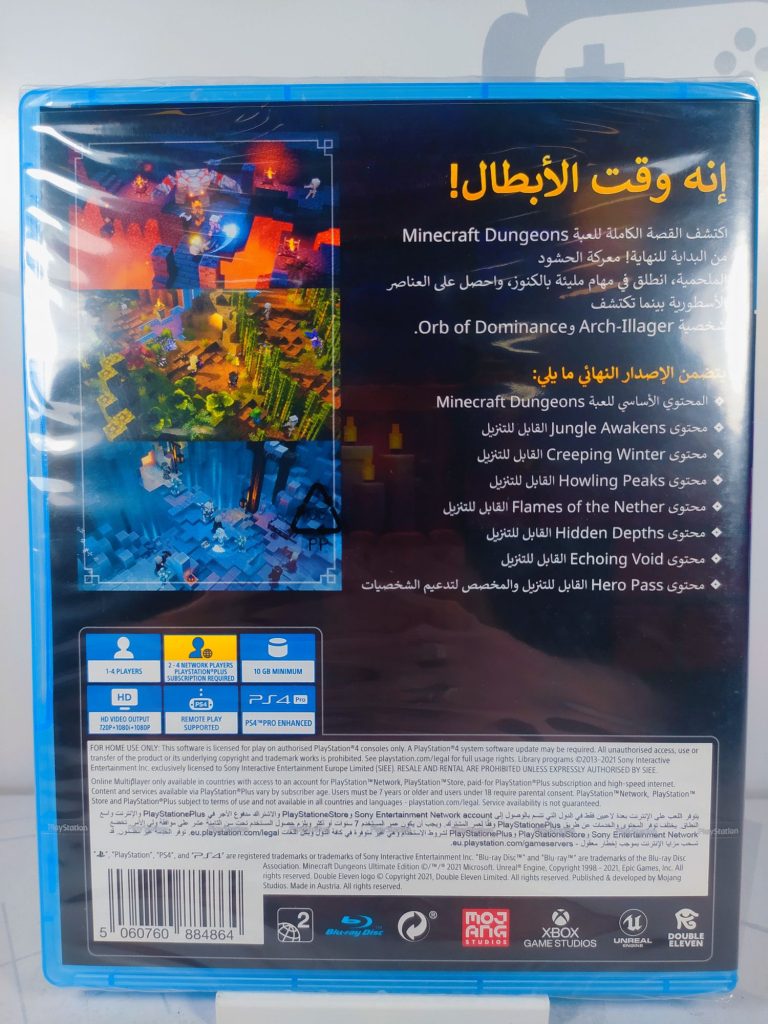 إنه وقت الأبطال!
اكتشف القصة الكاملة للعبة Minecraft Dungeons
من البداية للنهاية! معركة الحشود
الملحمية، انطلق في مهام مليئة بالكنوز، واحصل على العناصر
الأسطورية بينما تكتشف
شخصية Arch-Illager وOrb of Dominance.
يتضمن الإصدار النهائي ما يلي:
المحتوي الأساسي للعبة Minecraft Dungeons
محتوى Jungle Awakens القابل للتنزيل
محتوى Creeping Winter القابل للتنزيل
محتوى Howling Peaks القابل للتنزيل
محتوى Flames of the Nether القابل للتنزيل
محتوى Hidden Depths القابل للتنزيل
محتوى Echoing Void القابل للتنزيل
محتوى Hero Pass القابل للتنزيل والمخصص لتدعيم الشخصيات
PP
1-4 PLAYERS
2 - 4 NETWORK PLAYERS
PLAYSTATION®PLUS
SUBSCRIPTION REQUIRED
10 GB MINIMUM
HD
HD VIDEO OUTPUT
720P•1080i•1080P
PS4
REMOTE PLAY
SUPPORTED
PS4 Pro
PS4™PRO ENHANCED
FOR HOME USE ONLY: This software is licensed for play on authorised PlayStation®4 consoles only. A PlayStation®4 system software update may be required. All unauthorised access, use or
transfer of the product or its underlying copyright and trademark works is prohibited. See playstation.com/legal for full usage rights. Library programs ©2013-2021 Sony Interactive
Entertainment Inc. exclusively licensed to Sony Interactive Entertainment Europe Limited (SIEE). RESALE AND RENTAL ARE PROHIBITED UNLESS EXPRESSLY AUTHORISED BY SIEE.
Online Multiplayer only available in countries with access to an account for PlayStation™Network, PlayStation™Store, paid-for PlayStation®Plus subscription and high-speed internet.
Content and services available via PlayStation®Plus vary by subscriber age. Users must be 7 years or older and users under 18 require parental consent. PlayStation™Network, PlayStation™
Store and PlayStation®Plus subject to terms of use and not available in all countries and languages - playstation.com/legal. Service availability is not guaranteed.
eu.playstation.com/gameservers
"PlayStation", "PS4", and "PS4" are registered trademarks or trademarks of Sony Interactive Entertainment Inc. "Blu-ray Disc™" and "Blu ray™" are trademarks of the Blu-ray Disc
Association. Minecraft Dungeons Ultimate Edition ©/™/® 2021 Microsoft. Unreal® Engine, Copyright 1998 - 2021, Epic Games, Inc. All
rights reserved. Double Eleven logo © Copyright 2021, Double Eleven Limited. All rights reserved. Published & developed by Mojang
Studios. Made in Austria. All rights reserved.
PlayStation
PlayStation
5 060760 884864
2
Blu-ray Disc
MOJANG
STUDIOS
XBOX
GAME STUDIOS
UNREAL
ENGINE
DOUBLE
ELEVEN